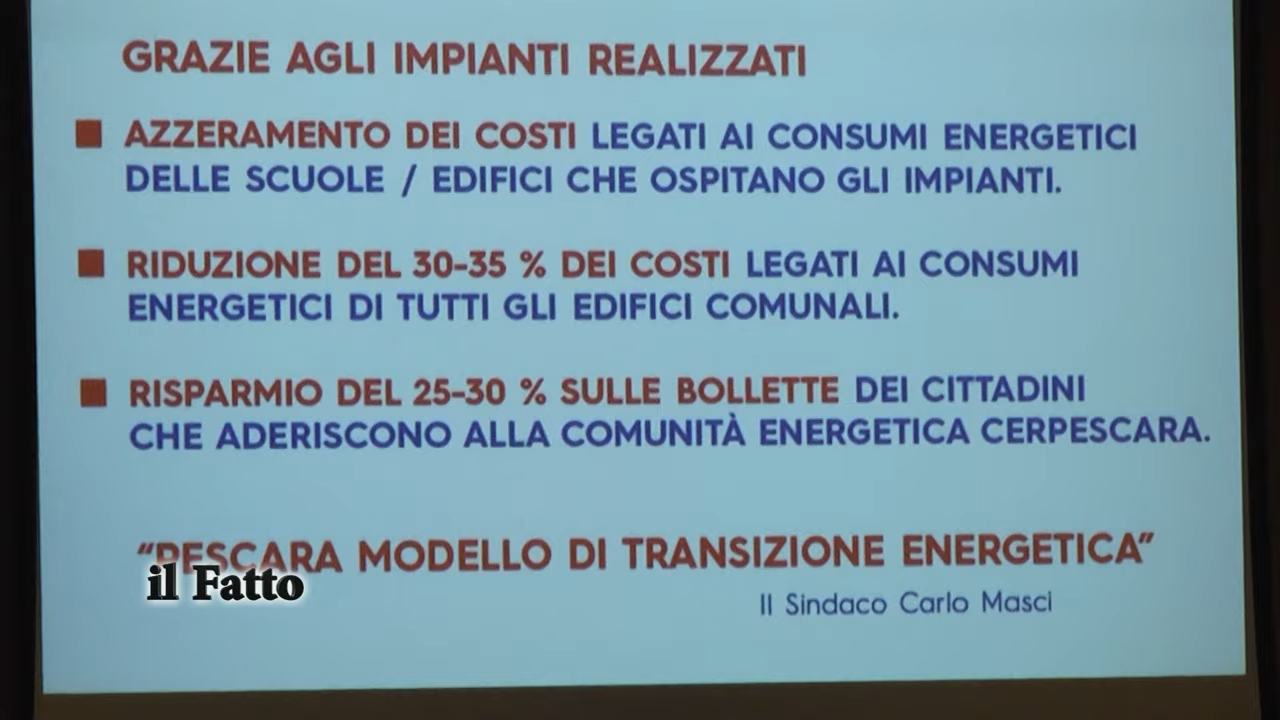 GRAZIE AGLI IMPIANTI REALIZZATI
AZZERAMENTO DEI COSTI LEGATI AI CONSUMI ENERGETICI
DELLE SCUOLE / EDIFICI CHE OSPITANO GLI IMPIANTI.
RIDUZIONE DEL 30-35 % DEI COSTI LEGATI AI CONSUMI
ENERGETICI DI TUTTI GLI EDIFICI COMUNALI.
RISPARMIO DEL 25-30 % SULLE BOLLETTE DEI CITTADINI
CHE ADERISCONO ALLA COMUNITÀ ENERGETICA CERPESCARA.
“PESCARA MODELLO DI TRANSIZIONE ENERGETICA”
il Fatto
Il Sindaco Carlo Masci